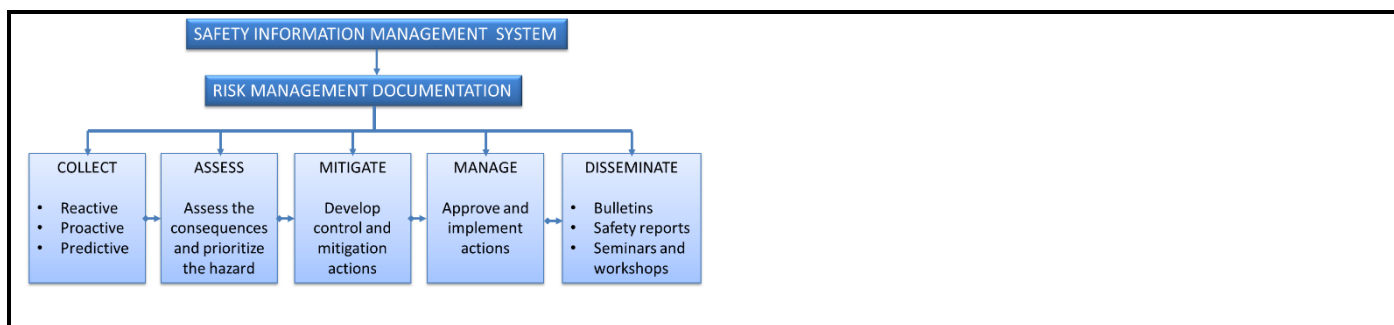 SAFETY INFORMATION MANAGEMENT  SYSTEM
RISK MANAGEMENT DOCUMENTATION
COLLECT
• Reactive
• Proactive
• Predictive
ASSESS
Assess the
consequences
and prioritize
the hazard
MITIGATE
Develop
control and
mitigation
actions
MANAGE
Approve and
implement
actions
DISSEMINATE
• Bulletins
• Safety reports
• Seminars and
workshops